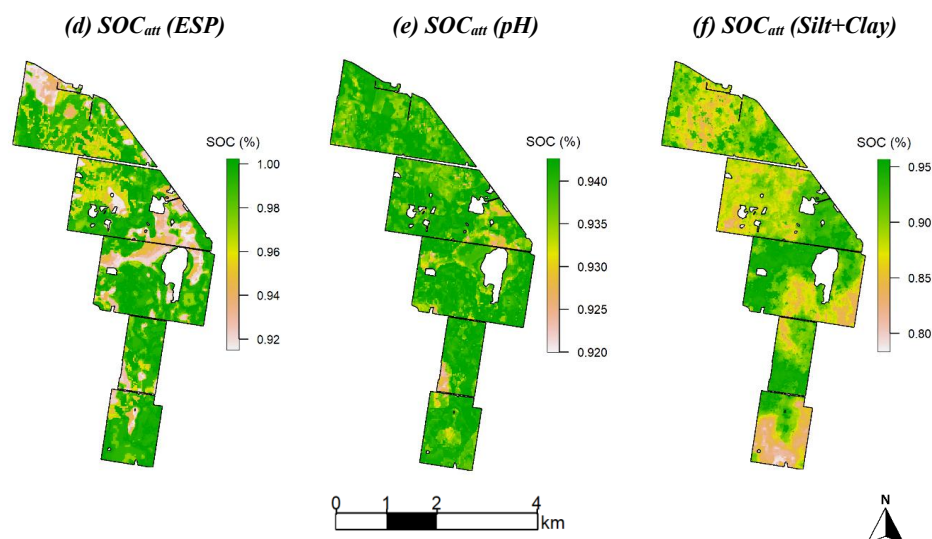 (d) SOCatt (ESP)
(e) SOCatt (pH)
(f) SOCatt (Silt+Clay)
SOC (%)
1.00
0.98
0.96
0.94
0.92
SOC (%)
0.940
0.935
0.930
0.925
0.920
SOC (%)
0.95
0.90
0.85
0.80
0 1 2 4
km
N